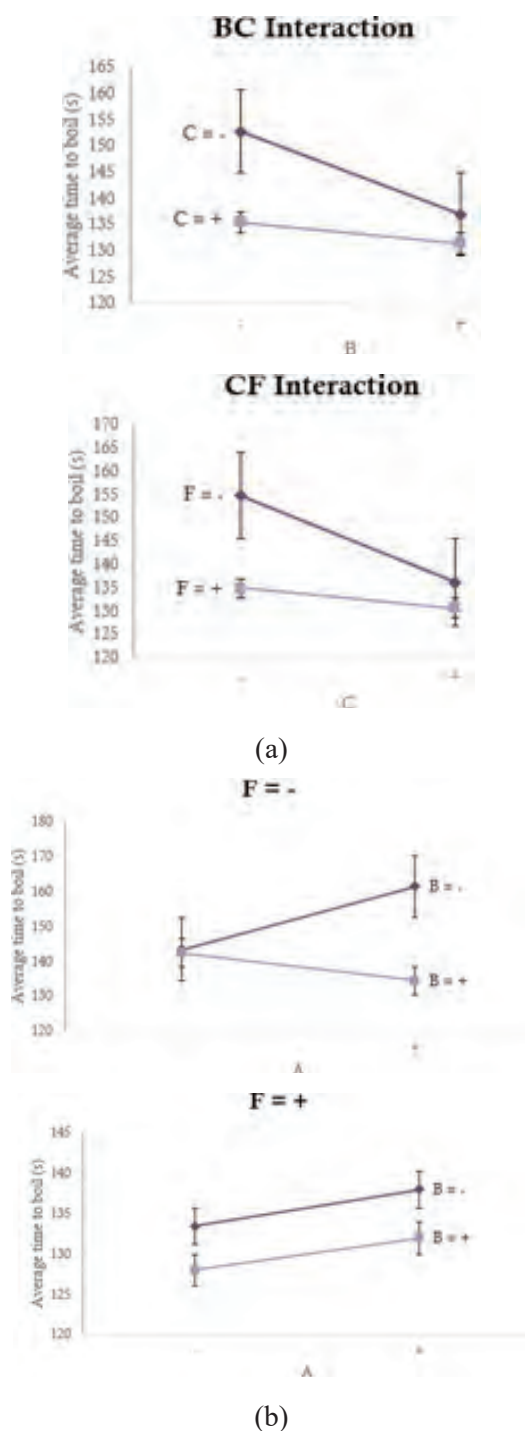 BC Interaction
165
160
155
150
145
140
135
130
125
120
Average time to boil (s)
C = -
C = +
-
+
B
CF Interaction
170
165
160
155
150
145
140
135
130
125
120
Average time to boil (s)
F = -
F = +
-
+
C
(a)
F = -
180
170
160
150
140
130
120
Average time to boil (s)
B = -
B = +
+
A
F = +
145
140
135
130
125
120
Average time to boil (s)
B = -
B = +
-
+
A
(b)